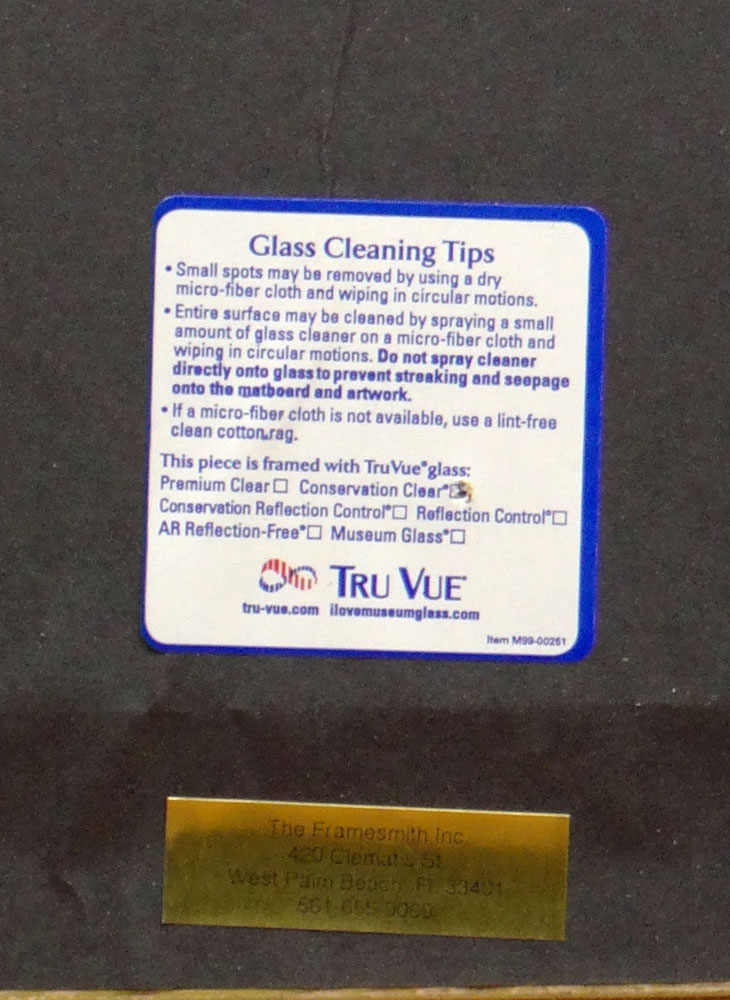 Glass Cleaning Tips
• Small spots may be removed by using a dry
micro-fiber cloth and wiping in circular motions.
• Entire surface may be cleaned by spraying a small
amount of glass cleaner on a micro-fiber cloth and
wiping in circular motions. Do not spray cleaner
directly onto glass to prevent streaking and seepage
onto the matboard and artwork.
• If a micro-fiber cloth is not available, use a lint-free
clean cotton rag.
This piece is framed with TruVue® glass:
Premium Clear☐ Conservation Clear®☒
Conservation Reflection Control®☐ Reflection Control®☐
AR Reflection-Free®☐ Museum Glass®☐
TRU VUE®
tru-vue.com ilovemuseumglass.com
Item M99-00251
The Framesmith Inc.
420 Clematis St
West Palm Beach, Fl. 33401
561 655